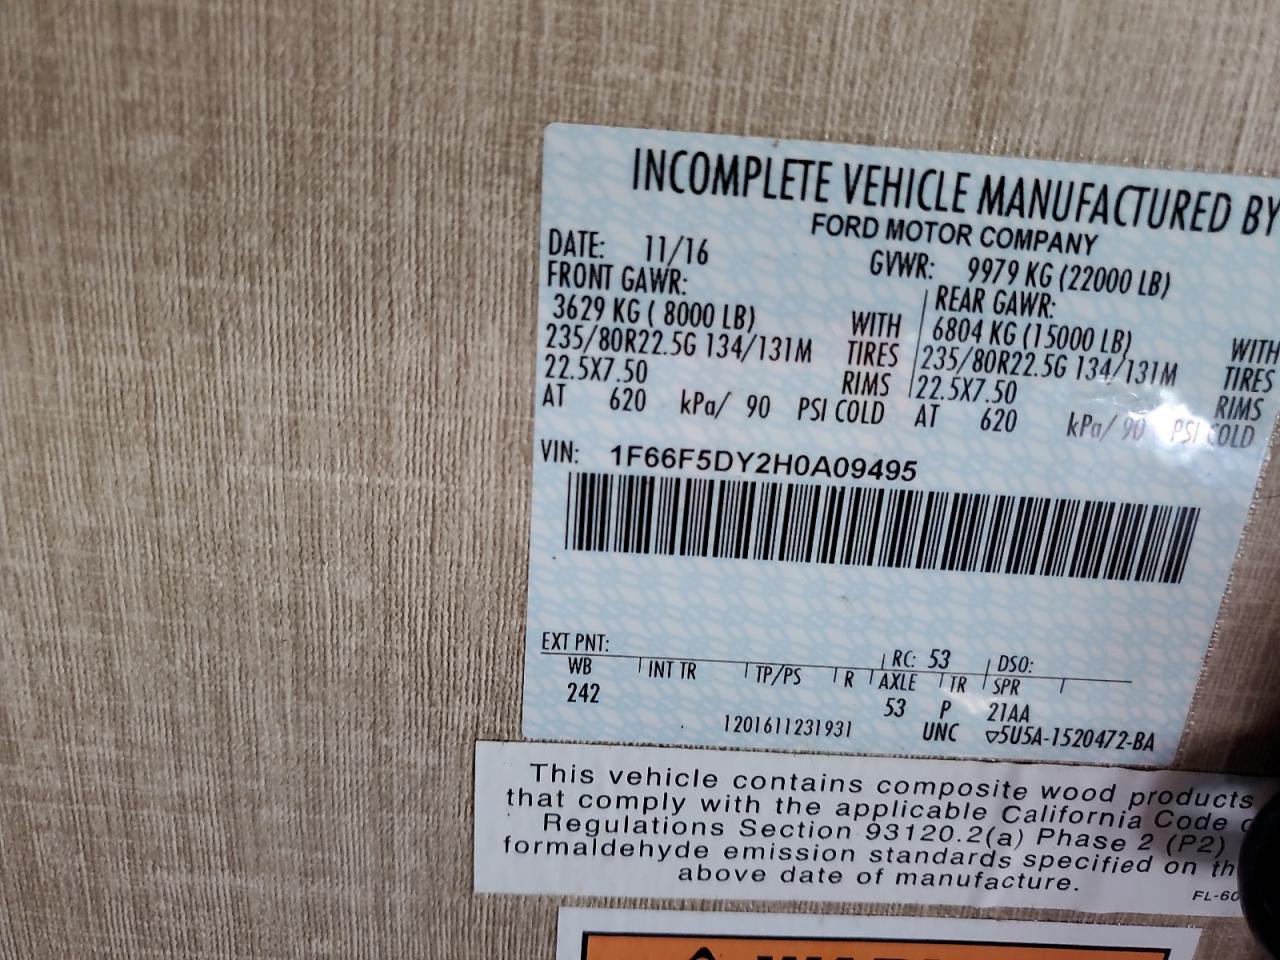 INCOMPLETE VEHICLE MANUFACTURED BY
FORD MOTOR COMPANY
DATE: 11/16 GVWR: 9979 KG (22000 LB)
FRONT GAWR: REAR GAWR:
3629 KG ( 8000 LB) WITH 6804 KG (15000 LB) WITH
235/80R22.5G 134/131M TIRES 235/80R22.5G 134/131M TIRES
22.5X7.50 RIMS 22.5X7.50 RIMS
AT 620 kPa/ 90 PSI COLD AT 620 kPa/ 90 PSI COLD
VIN: 1F66F5DY2H0A09495
EXT PNT: RC: 53 DSO:
WB INT TR TP/PS R AXLE TR SPR
242 53 P 21AA
1201611231931 UNC ▽5U5A-1520472-BA
This vehicle contains composite wood products
that comply with the applicable California Code
Regulations Section 93120.2(a) Phase 2 (P2)
formaldehyde emission standards specified on
above date of manufacture.